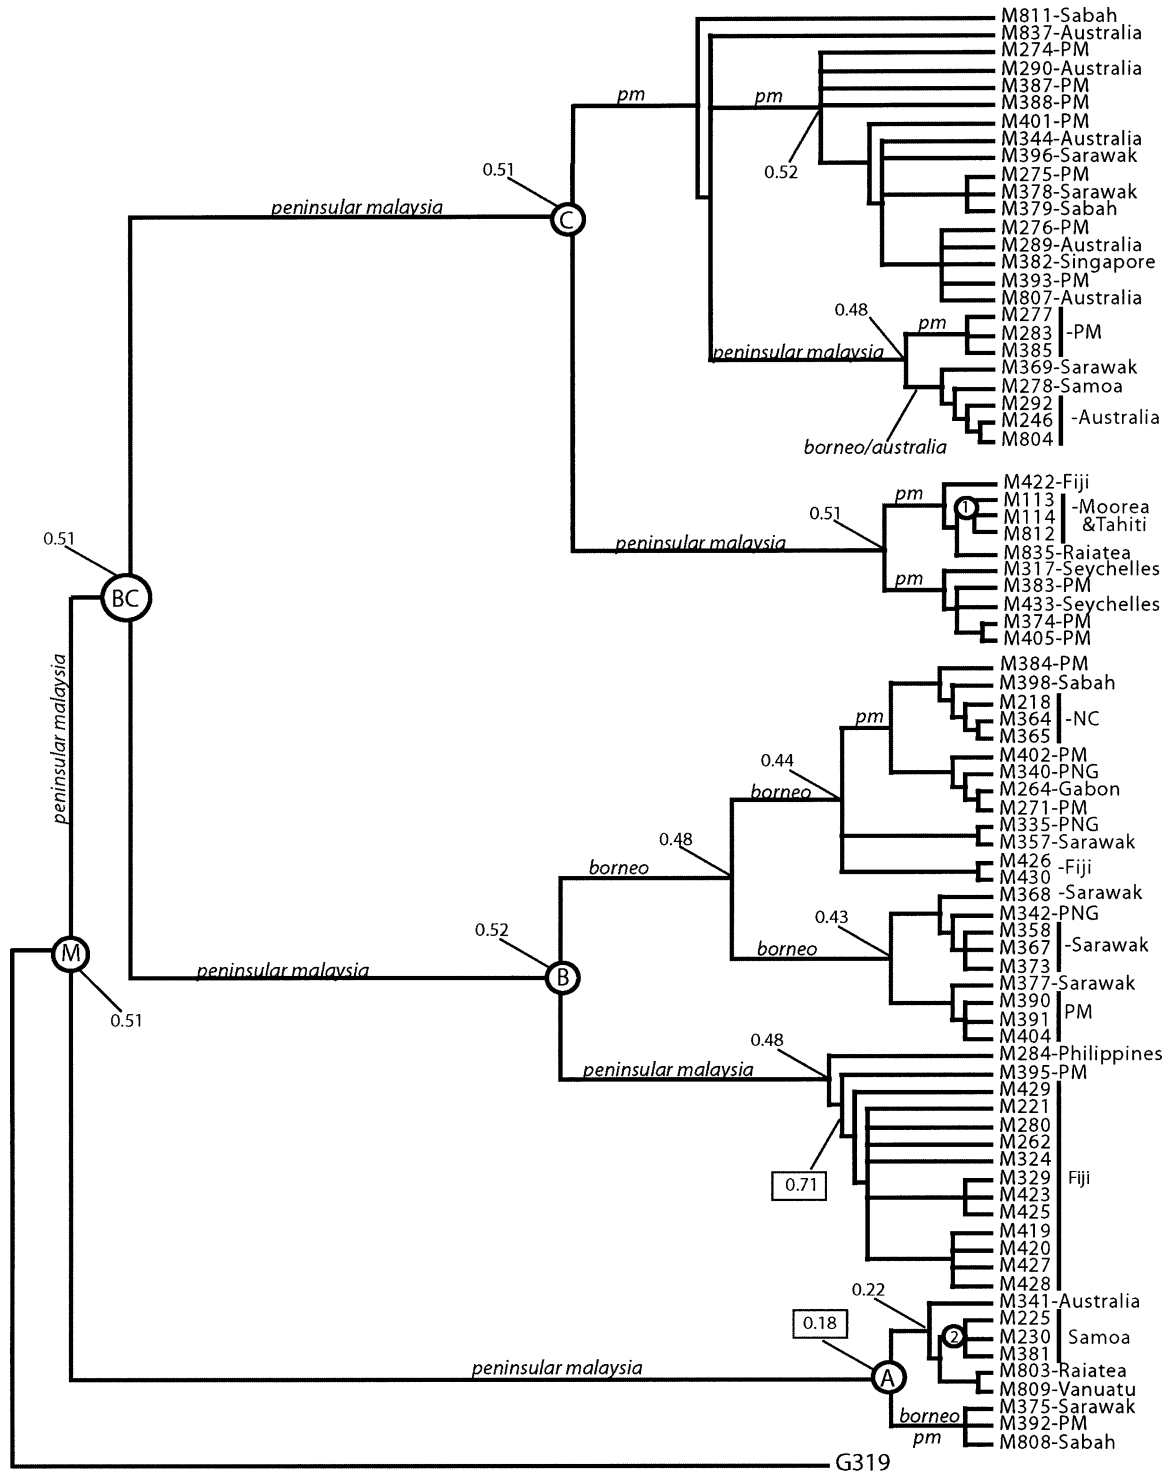 M811-Sabah
M837-Australia
M274-PM
M290-Australia
pm
pm
M387-PM
M388-PM
M401-PM
M344-Australia
0.51
0.52
M396-Sarawak
M275-PM
M378-Sarawak
peninsular malaysia
C
M379-Sabah
M276-PM
M289-Australia
M382-Singapore
M393-PM
M807-Australia
0.48
pm
M277
M283 -PM
M385
peninsular malaysia
M369-Sarawak
M278-Samoa
M292
M246 -Australia
M804
borneo/australia
M422-Fiji
pm
1
M113 -Moorea
M114 &Tahiti
M812
0.51
peninsular malaysia
M835-Raiatea
M317-Seychelles
pm
M383-PM
M433-Seychelles
M374-PM
M405-PM
0.51
BC
M384-PM
M398-Sabah
M218
M364 -NC
M365
pm
peninsular malaysia
M402-PM
0.44
M340-PNG
borneo
M264-Gabon
M271-PM
M335-PNG
M357-Sarawak
0.48
M426 -Fiji
M430
borneo
M368 -Sarawak
0.43
M342-PNG
M358
0.52
borneo
M367 -Sarawak
M373
M
peninsular malaysia
B
M377-Sarawak
M390 PM
M391
M404
0.51
0.48
M284-Philippines
peninsular malaysia
M395-PM
M429
M221
M280
M262
M324
0.71
M329 Fiji
M423
M425
M419
M420
M427
M428
0.22
M341-Australia
0.18
M225
2
M230 Samoa
M381
peninsular malaysia
A
M803-Raiatea
M809-Vanuatu
borneo
pm
M375-Sarawak
M392-PM
M808-Sabah
G319